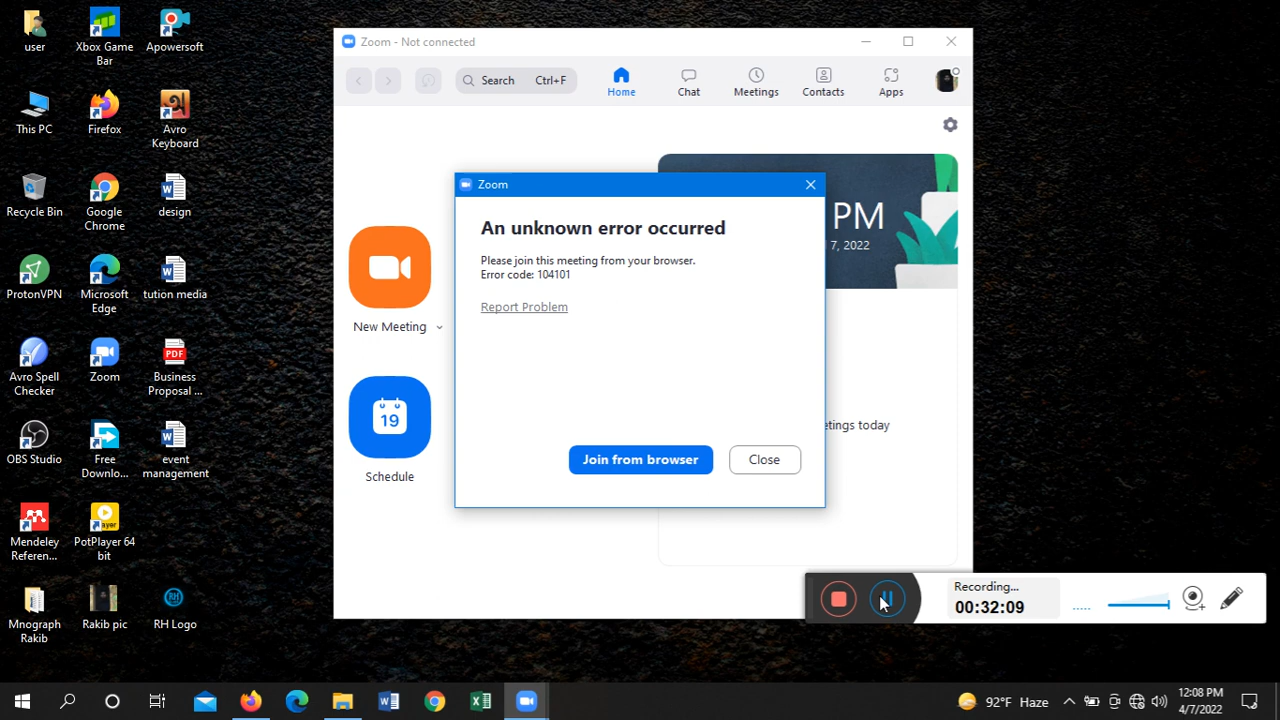 user
Xbox Game
Bar
Apowersoft
This PC
Firefox
Avro
Keyboard
Recycle Bin
Google
Chrome
design
ProtonVPN
Microsoft
Edge
tution media
Avro Spell
Checker
Zoom
PDF
Business
Proposal ...
OBS Studio
Free
Downlo...
event
management
Mendeley
Referen...
PotPlayer 64
bit
Mnograph
Rakib
Rakib pic
RH Logo
Zoom - Not connected
Search Ctrl+F
Home
Chat
Meetings
Contacts
Apps
PM
l 7, 2022
New Meeting
19
Schedule
etings today
Zoom
An unknown error occurred
Please join this meeting from your browser.
Error code: 104101
Report Problem
Join from browser
Close
Recording...
00:32:09
92°F Haze
12:08 PM
4/7/2022